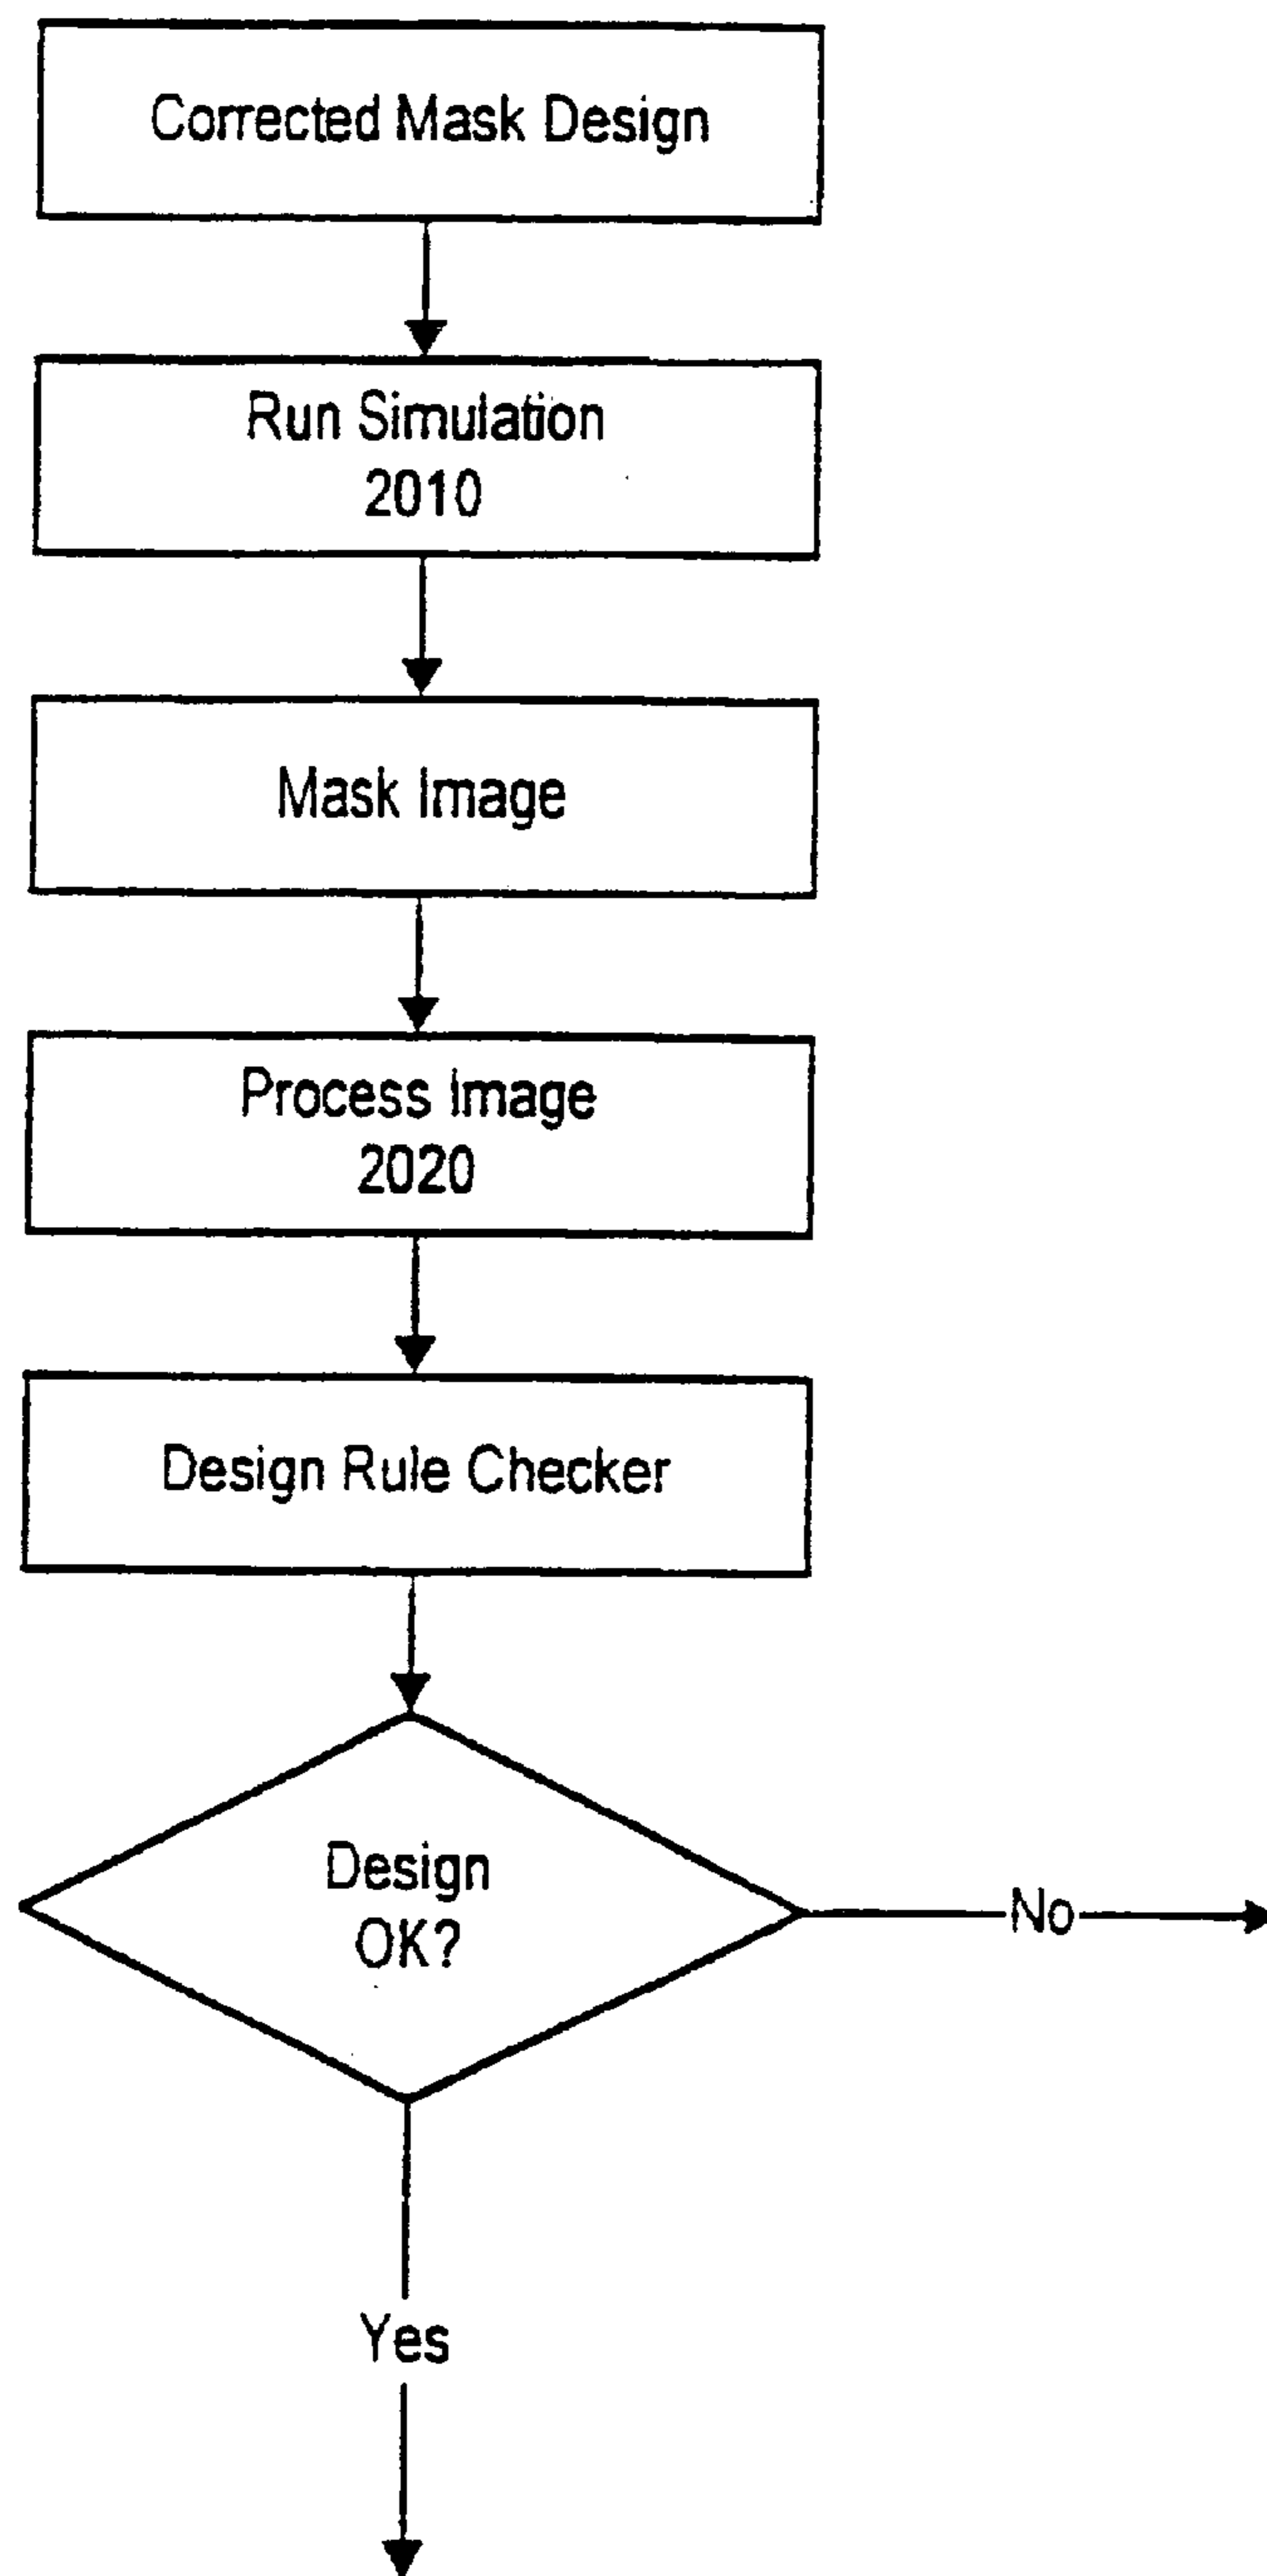 Corrected Mask Design
Run Simulation
2010
Mask Image
Process Image
2020
Design Rule Checker
Design
OK?
No
Yes